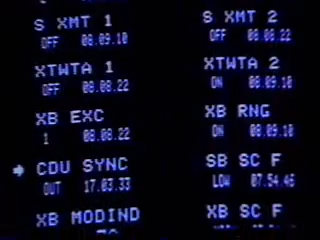 S XMT 1 S XMT 2
OFF 08.09.10 OFF 08.08.22
XTWTA 1 XTWTA 2
OFF 08.08.22 ON 08.09.10
XB EXC XB RNG
1 08.08.22 ON 08.09.10
CDU SYNC SB SC F
OUT 17.03.33 LOW 07.54.46
XB MODIND XB SC F